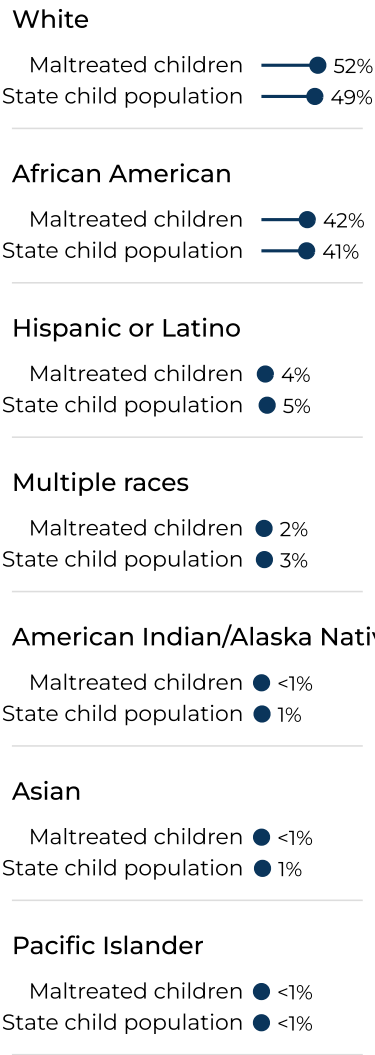 White
Maltreated children 52%
State child population 49%
African American
Maltreated children 42%
State child population 41%
Hispanic or Latino
Maltreated children 4%
State child population 5%
Multiple races
Maltreated children 2%
State child population 3%
American Indian/Alaska Nativ
Maltreated children <1%
State child population 1%
Asian
Maltreated children <1%
State child population 1%
Pacific Islander
Maltreated children <1%
State child population <1%